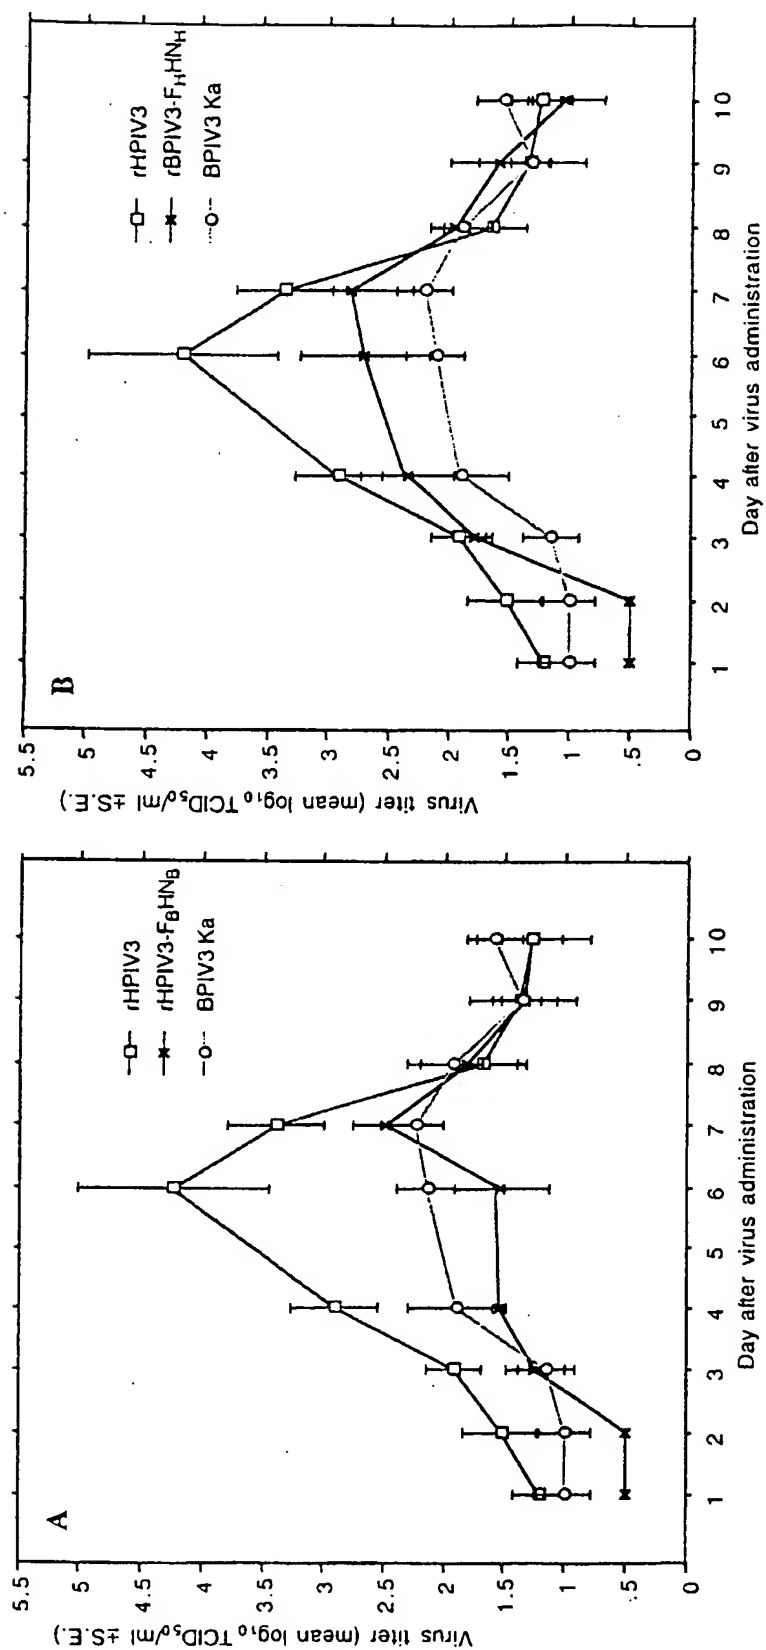 A
rHPIV3
rHPIV3-FBHNB
BPIV3 Ka
5.5
5
4.5
4
3.5
3
2.5
2
1.5
1
.5
0
Virus titer (mean log10 TCID50/ml ±S.E.)
1 2 3 4 5 6 7 8 9 10
Day after virus administration
B
rHPIV3
rBPIV3-FHHNH
BPIV3 Ka
5.5
5
4.5
4
3.5
3
2.5
2
1.5
1
.5
0
Virus titer (mean log10 TCID50/ml ±S.E.)
1 2 3 4 5 6 7 8 9 10
Day after virus administration